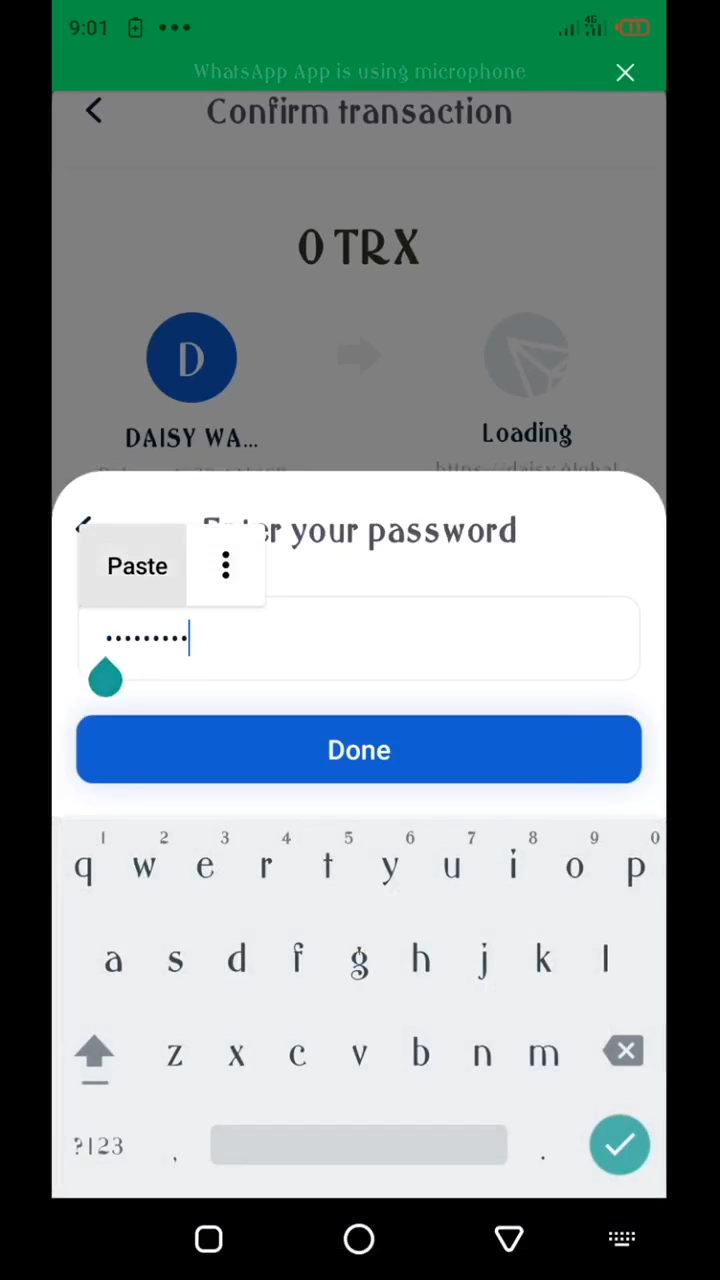 9:01
4G
WhatsApp App is using microphone
Confirm transaction
0 TRX
D
DAISY WA...
Loading
https://daisy.global
Enter your password
Paste
•••••••••
Done
1 2 3 4 5 6 7 8 9 0
q w e r t y u i o p
a s d f g h j k l
z x c v b n m
?123 , .